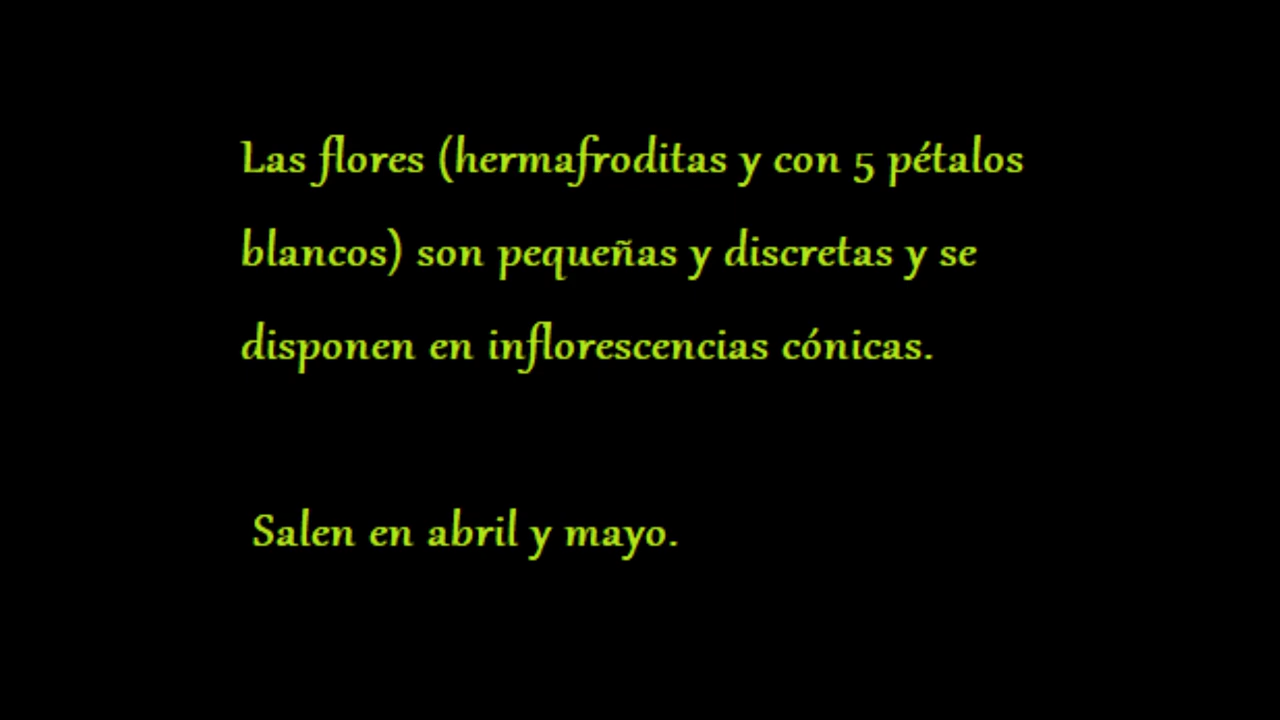 Las flores (hermafroditas y con 5 pétalos
blancos) son pequeñas y discretas y se
disponen en inflorescencias cónicas.
Salen en abril y mayo.